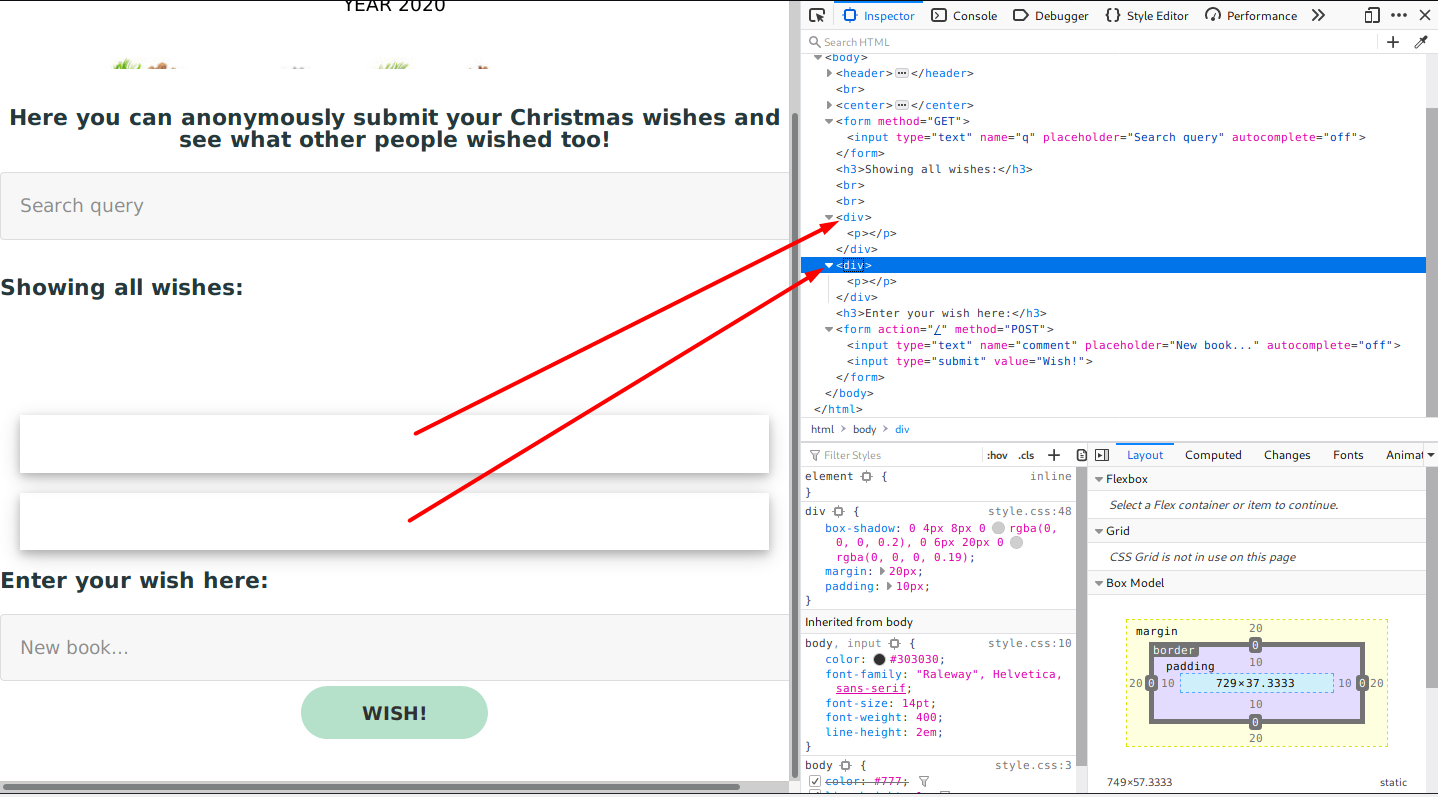 YEAR 2020
Here you can anonymously submit your Christmas wishes and
see what other people wished too!
Search query
Showing all wishes:
Enter your wish here:
New book...
WISH!
Inspector Console Debugger {} Style Editor Performance
Search HTML
<body>
<header> </header>
<br>
<center> </center>
<form method="GET">
<input type="text" name="q" placeholder="Search query" autocomplete="off">
</form>
<h3>Showing all wishes:</h3>
<br>
<br>
<div>
<p></p>
</div>
<div>
<p></p>
</div>
<h3>Enter your wish here:</h3>
<form action="/" method="POST">
<input type="text" name="comment" placeholder="New book..." autocomplete="off">
<input type="submit" value="Wish!">
</form>
</body>
</html>
html > body > div
Filter Styles :hov .cls +
element { inline
}
div { style.css:48
box-shadow: 0 4px 8px 0 rgba(0,
0, 0, 0.2), 0 6px 20px 0
rgba(0, 0, 0, 0.19);
margin: 20px;
padding: 10px;
}
Inherited from body
body, input { style.css:10
color: #303030;
font-family: "Raleway", Helvetica,
sans-serif;
font-size: 14pt;
font-weight: 400;
line-height: 2em;
}
body { style.css:3
color: #777;
Layout Computed Changes Fonts Animat
Flexbox
Select a Flex container or item to continue.
Grid
CSS Grid is not in use on this page
Box Model
margin 20
border 0
padding 10
20 0 10 729×37.3333 10 0 20
10
0
20
749×57.3333 static